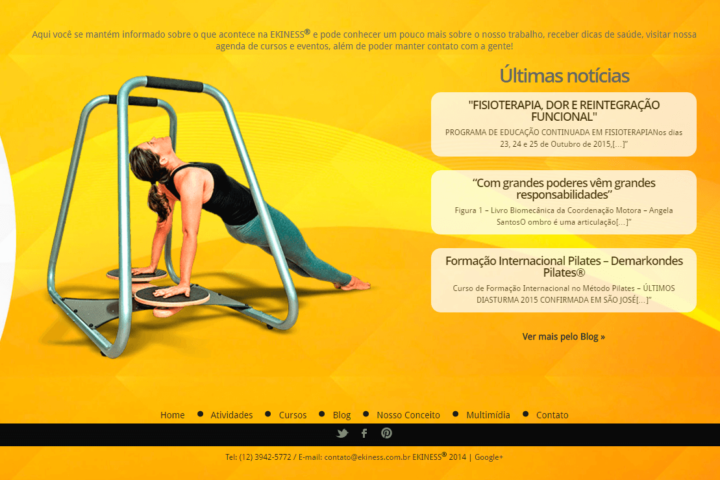 Aqui você se mantém informado sobre o que acontece na EKINESS® e pode conhecer um pouco mais sobre o nosso trabalho, receber dicas de saúde, visitar nossa
agenda de cursos e eventos, além de poder manter contato com a gente!
Últimas notícias
"FISIOTERAPIA, DOR E REINTEGRAÇÃO
FUNCIONAL"
PROGRAMA DE EDUCAÇÃO CONTINUADA EM FISIOTERAPIANos dias
23, 24 e 25 de Outubro de 2015,[…]”
“Com grandes poderes vêm grandes
responsabilidades”
Figura 1 – Livro Biomecânica da Coordenação Motora – Angela
SantosO ombro é uma articulação[…]”
Formação Internacional Pilates – Demarkondes
Pilates®
Curso de Formação Internacional no Método Pilates – ÚLTIMOS
DIASTURMA 2015 CONFIRMADA EM SÃO JOSÉ[…]”
Ver mais pelo Blog »
Home • Atividades • Cursos • Blog • Nosso Conceito • Multimídia • Contato
Tel: (12) 3942-5772 / E-mail: contato@ekiness.com.br EKINESS® 2014 | Google+